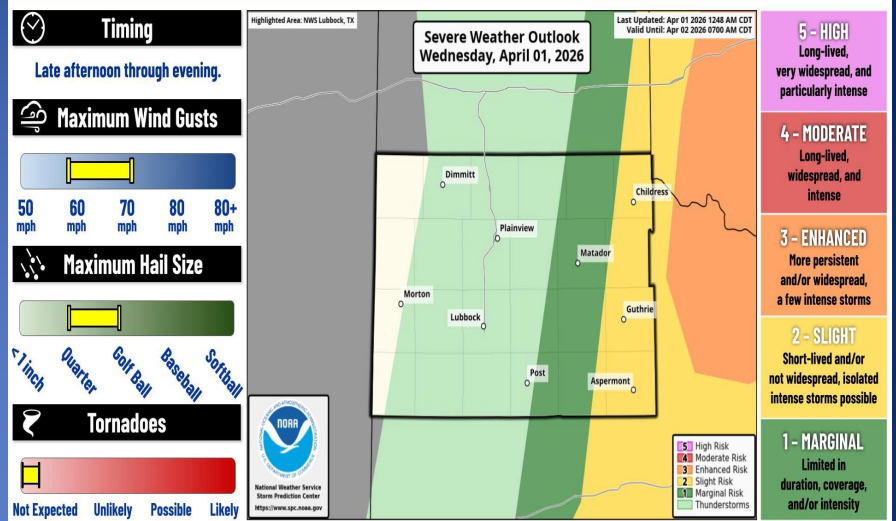 Timing
Late afternoon through evening.
Maximum Wind Gusts
50 60 70 80 80+
mph mph mph mph mph
Maximum Hail Size
< 1 inch Quarter Golf Ball Baseball Softball
Tornadoes
Not Expected Unlikely Possible Likely
Highlighted Area: NWS Lubbock, TX
Severe Weather Outlook
Wednesday, April 01, 2026
Last Updated: Apr 01 2026 1248 AM CDT
Valid Until: Apr 02 2026 0700 AM CDT
Dimmitt
Childress
Plainview
Matador
Morton
Lubbock
Guthrie
Post
Aspermont
NOAA
National Weather Service
Storm Prediction Center
https://www.spc.noaa.gov
5 High Risk
4 Moderate Risk
3 Enhanced Risk
2 Slight Risk
1 Marginal Risk
Thunderstorms
5 - HIGH
Long-lived,
very widespread, and
particularly intense
4 - MODERATE
Long-lived,
widespread, and
intense
3 - ENHANCED
More persistent
and/or widespread,
a few intense storms
2 - SLIGHT
Short-lived and/or
not widespread, isolated
intense storms possible
1 - MARGINAL
Limited in
duration, coverage,
and/or intensity